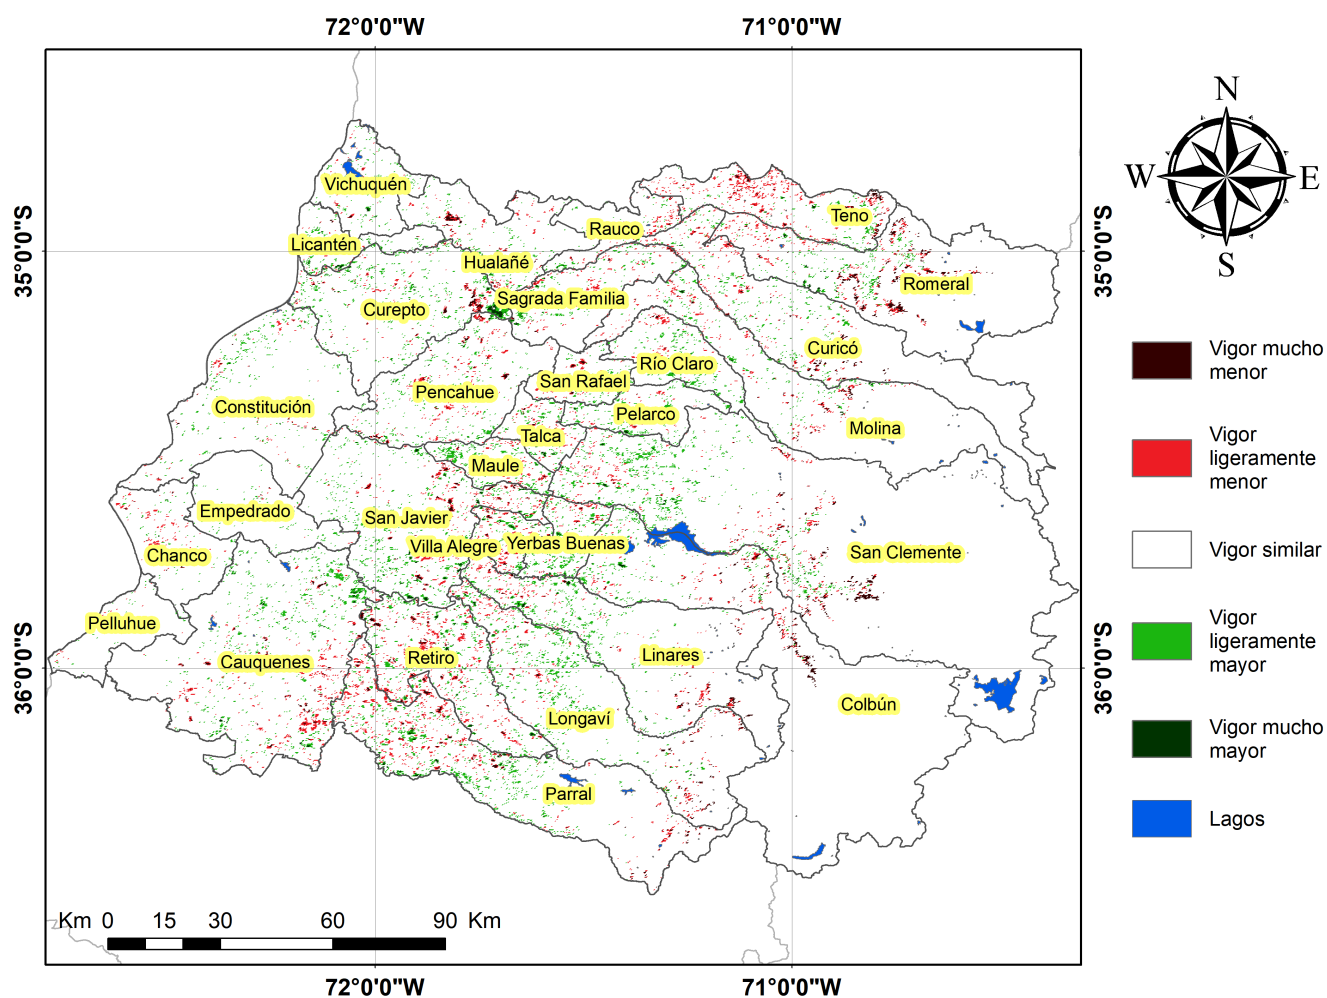 72°0'0"W
71°0'0"W
N
W
E
S
35°0'0"S
35°0'0"S
36°0'0"S
36°0'0"S
Vichuquén
Licantén
Rauco
Teno
Hualañé
Romeral
Sagrada Familia
Curepto
Curicó
Río Claro
San Rafael
Pencahue
Constitución
Pelarco
Molina
Talca
Maule
Empedrado
San Javier
Villa Alegre
Yerbas Buenas
San Clemente
Chanco
Pelluhue
Cauquenes
Retiro
Linares
Colbún
Longaví
Parral
Vigor mucho
menor
Vigor
ligeramente
menor
Vigor similar
Vigor
ligeramente
mayor
Vigor mucho
mayor
Lagos
Km 0 15 30 60 90 Km
72°0'0"W
71°0'0"W